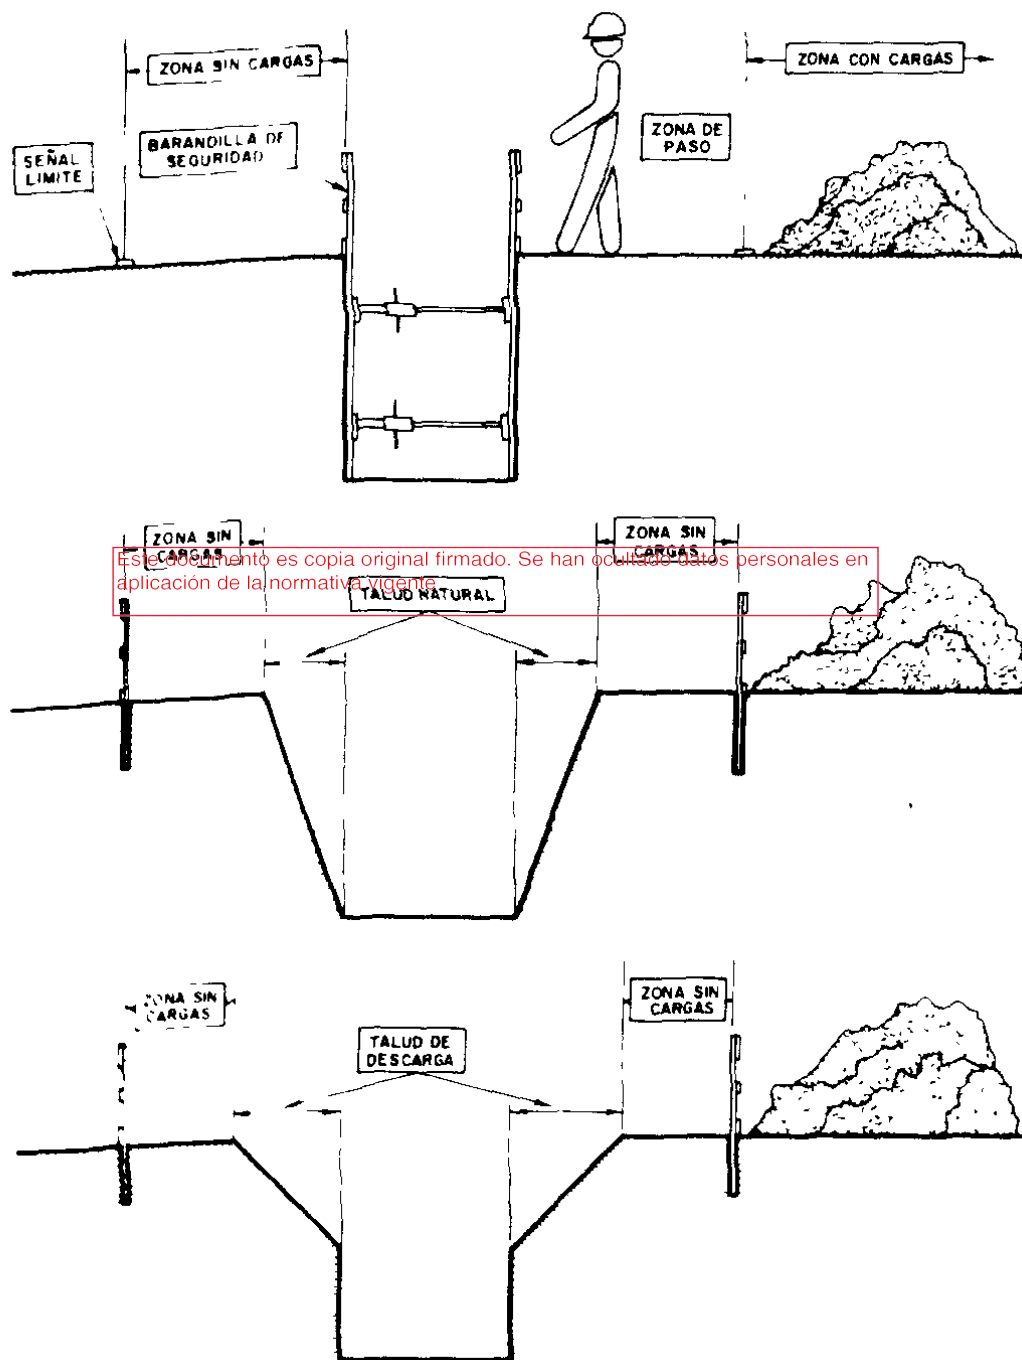 ZONA SIN CARGAS
ZONA CON CARGAS
BARANDILLA DE
SEGURIDAD
ZONA DE
PASO
SEÑAL
LIMITE
ZONA SIN
CARGAS
ZONA SIN
CARGAS
Este documento es copia original firmado. Se han ocultado datos personales en
aplicación de la normativa vigente
TALUD NATURAL
ZONA SIN
CARGAS
ZONA SIN
CARGAS
TALUD DE
DESCARGA